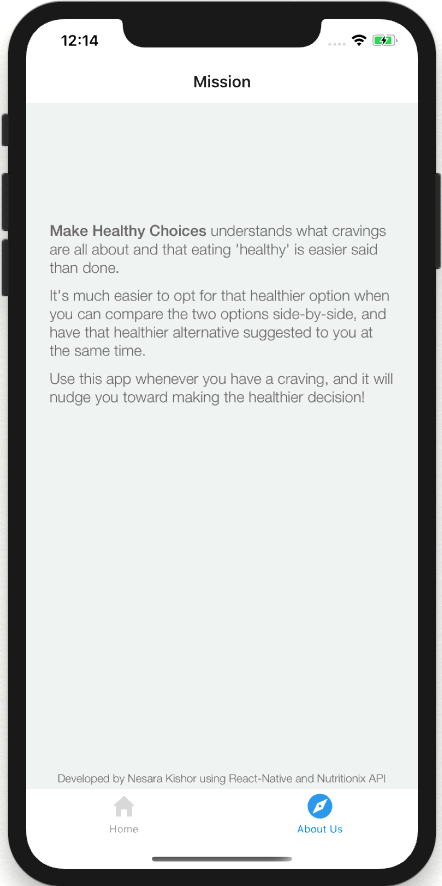 12:14
Mission
Make Healthy Choices understands what cravings
are all about and that eating 'healthy' is easier said
than done.
It's much easier to opt for that healthier option when
you can compare the two options side-by-side, and
have that healthier alternative suggested to you at
the same time.
Use this app whenever you have a craving, and it will
nudge you toward making the healthier decision!
Developed by Nesara Kishor using React-Native and Nutritionix API
Home
About Us